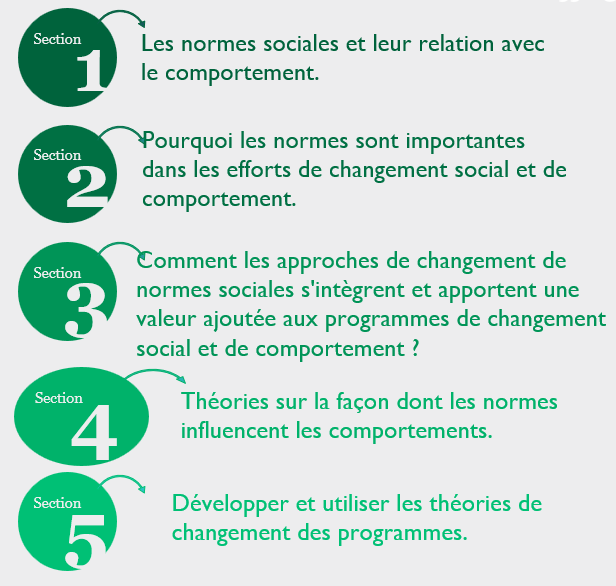 Section
1
Les normes sociales et leur relation avec
le comportement.
Section
2
Pourquoi les normes sont importantes
dans les efforts de changement social et de
comportement.
Section
3
Comment les approches de changement de
normes sociales s'intègrent et apportent une
valeur ajoutée aux programmes de changement
social et de comportement ?
Section
4
Théories sur la façon dont les normes
influencent les comportements.
Section
5
Développer et utiliser les théories de
changement des programmes.